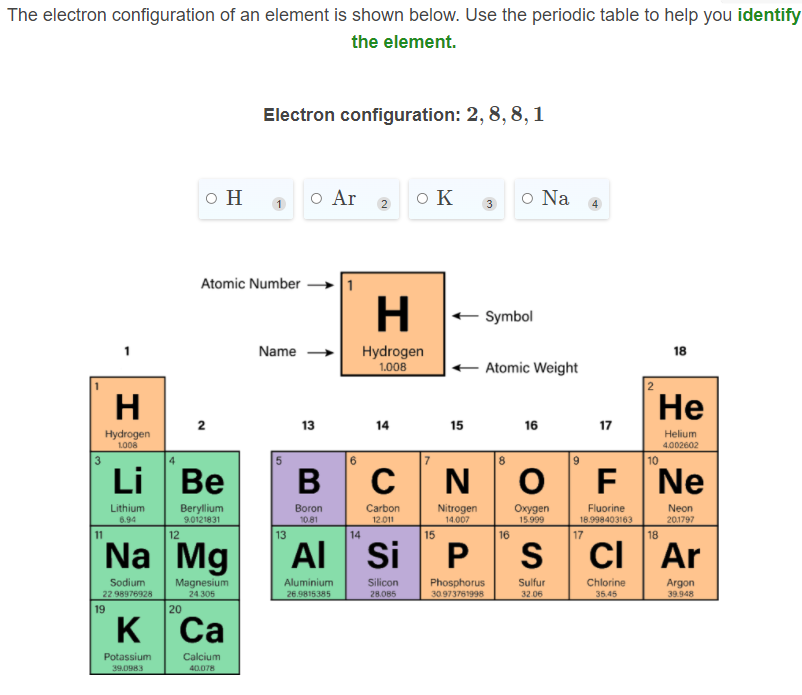 The electron configuration of an element is shown below. Use the periodic table to help you identify
the element.
Electron configuration: 2, 8, 8, 1
H 1 Ar 2 K 3 Na 4
Atomic Number 1
H
Symbol
Name Hydrogen
1.008
Atomic Weight
1 18
1 2
H He
Hydrogen Helium
1.008 4.002602
2 13 14 15 16 17
3 4 5 6 7 8 9 10
Li Be B C N O F Ne
Lithium Beryllium Boron Carbon Nitrogen Oxygen Fluorine Neon
6.94 9.0121831 10.81 12.011 14.007 15.999 18.998403163 20.1797
11 12 13 14 15 16 17 18
Na Mg Al Si P S Cl Ar
Sodium Magnesium Aluminium Silicon Phosphorus Sulfur Chlorine Argon
22.98976928 24.305 26.9815385 28.085 30.973761998 32.06 35.45 39.948
19 20
K Ca
Potassium Calcium
39.0983 40.078